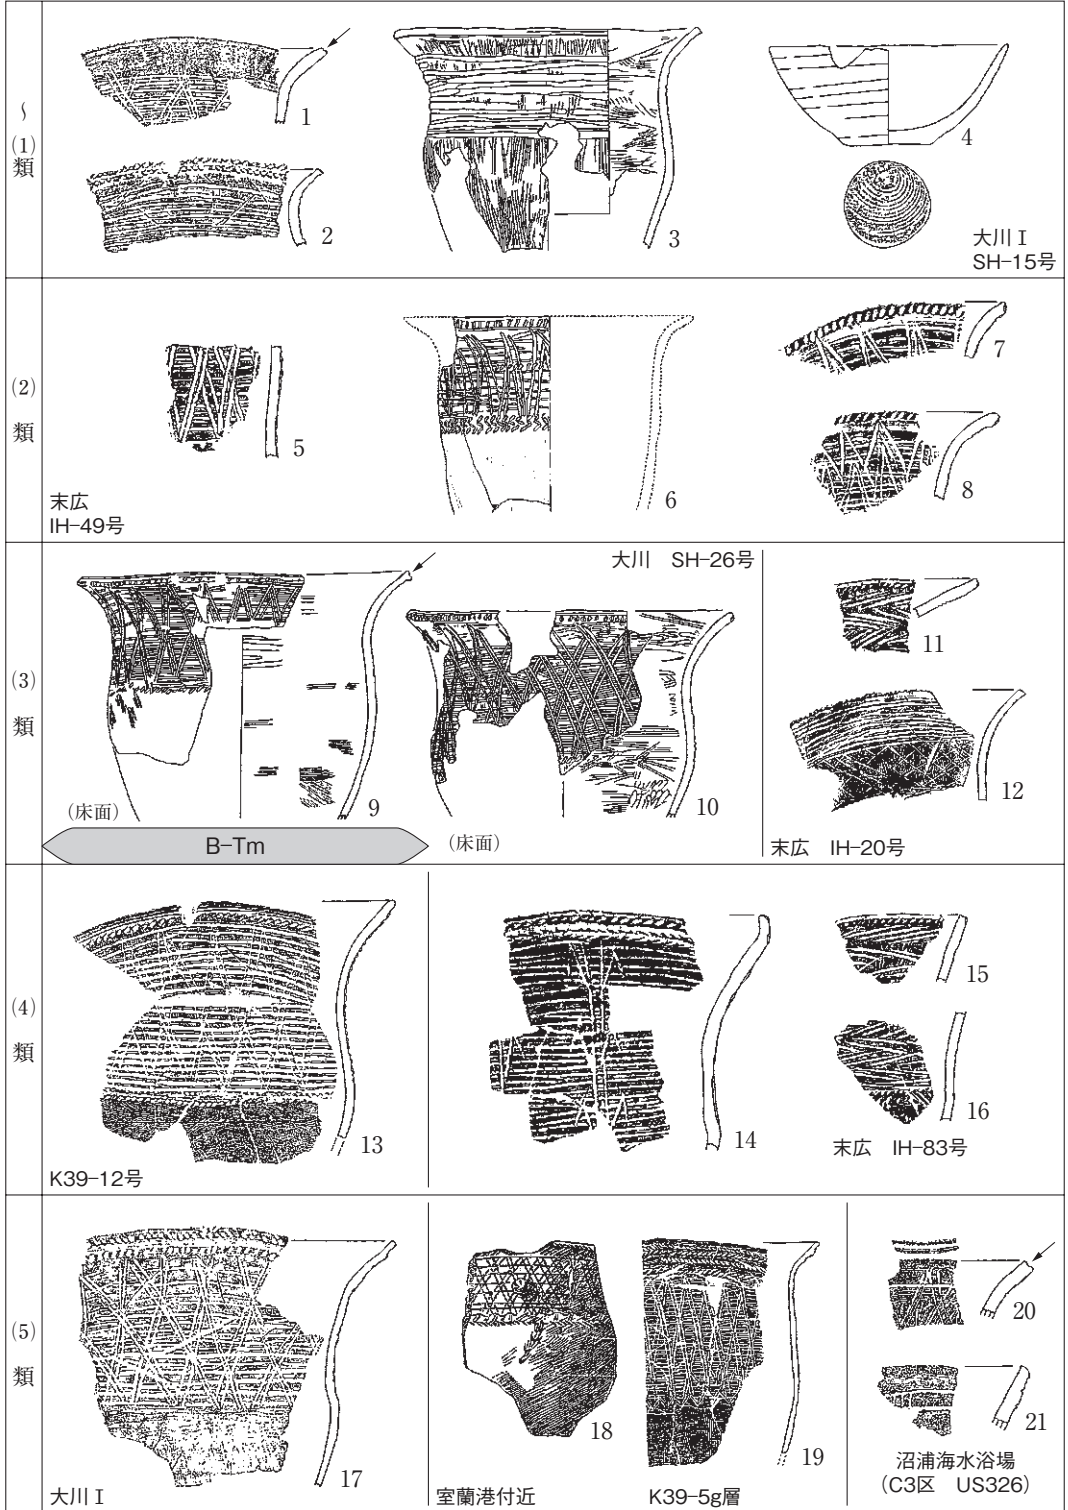 ～(1)類
1
2
3
4
大川Ⅰ
SH-15号
(2)類
5
6
7
8
末広
IH-49号
(3)類
大川　SH-26号
9
10
11
12
(床面)
(床面)
B-Tm
末広　IH-20号
(4)類
13
14
15
16
K39-12号
末広　IH-83号
(5)類
17
18
19
20
21
大川Ⅰ
室蘭港付近
K39-5g層
沼浦海水浴場
(C3区　US326)